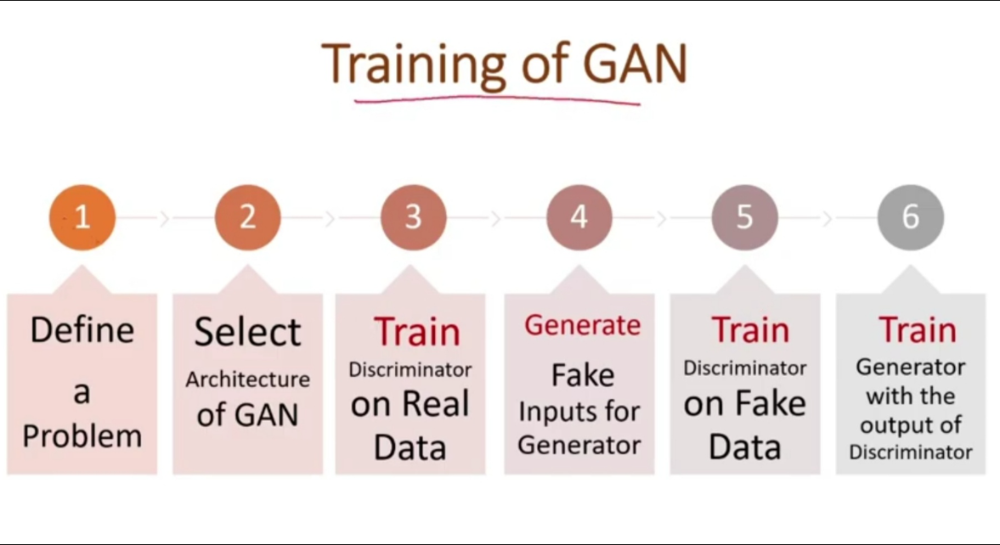 Training of GAN
1
2
3
4
5
6
Define
a
Problem
Select
Architecture
of GAN
Train
Discriminator
on Real
Data
Generate
Fake
Inputs for
Generator
Train
Discriminator
on Fake
Data
Train
Generator
with the
output of
Discriminator